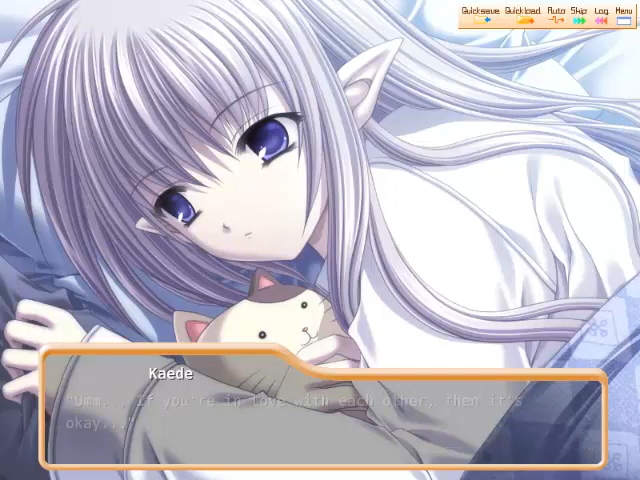 Quicksave Quickload Auto Skip Log Menu
Kaede
"Umm... if you're in love with each other, then it's
okay..."